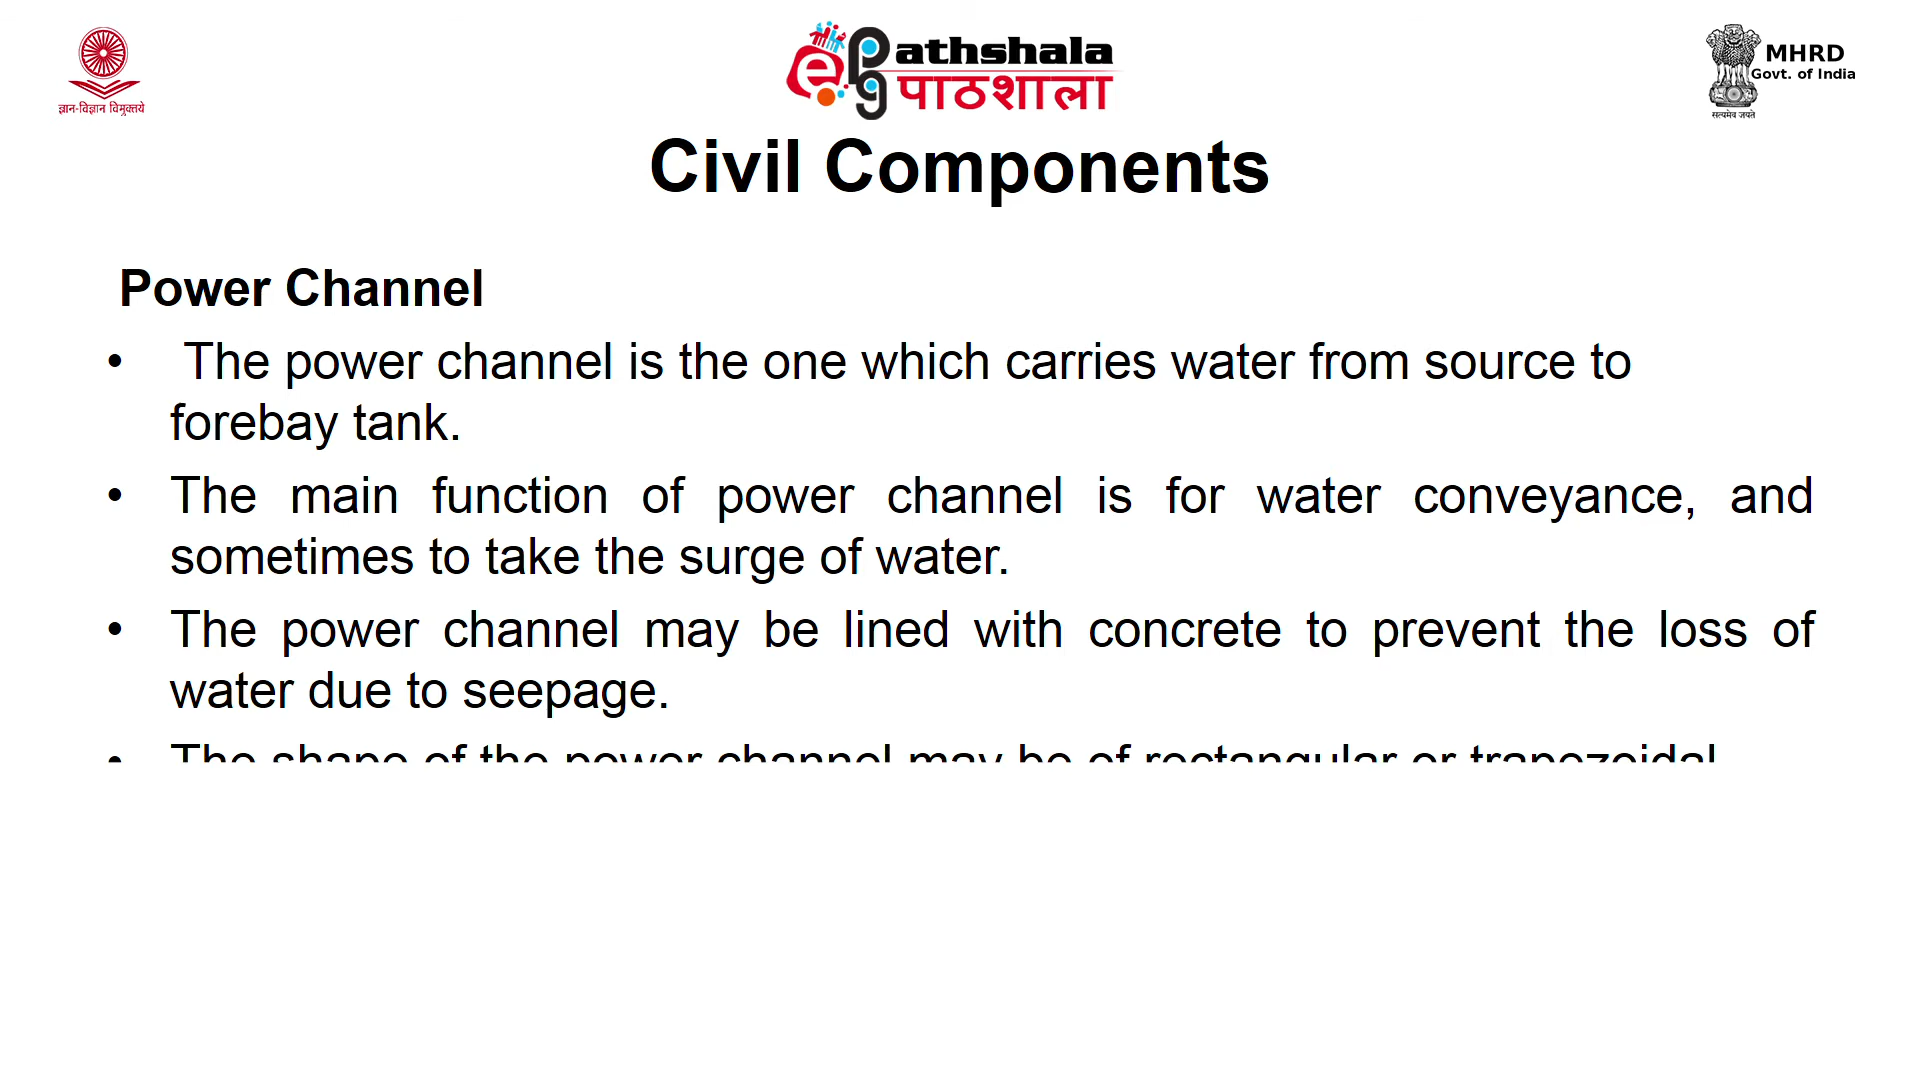 ज्ञान-विज्ञान विमुक्तये
ePathshala
पाठशाला
MHRD
Govt. of India
सत्यमेव जयते
Civil Components
Power Channel
• The power channel is the one which carries water from source to
forebay tank.
• The main function of power channel is for water conveyance, and
sometimes to take the surge of water.
• The power channel may be lined with concrete to prevent the loss of
water due to seepage.
• The shape of the power channel may be of rectangular or trapezoidal